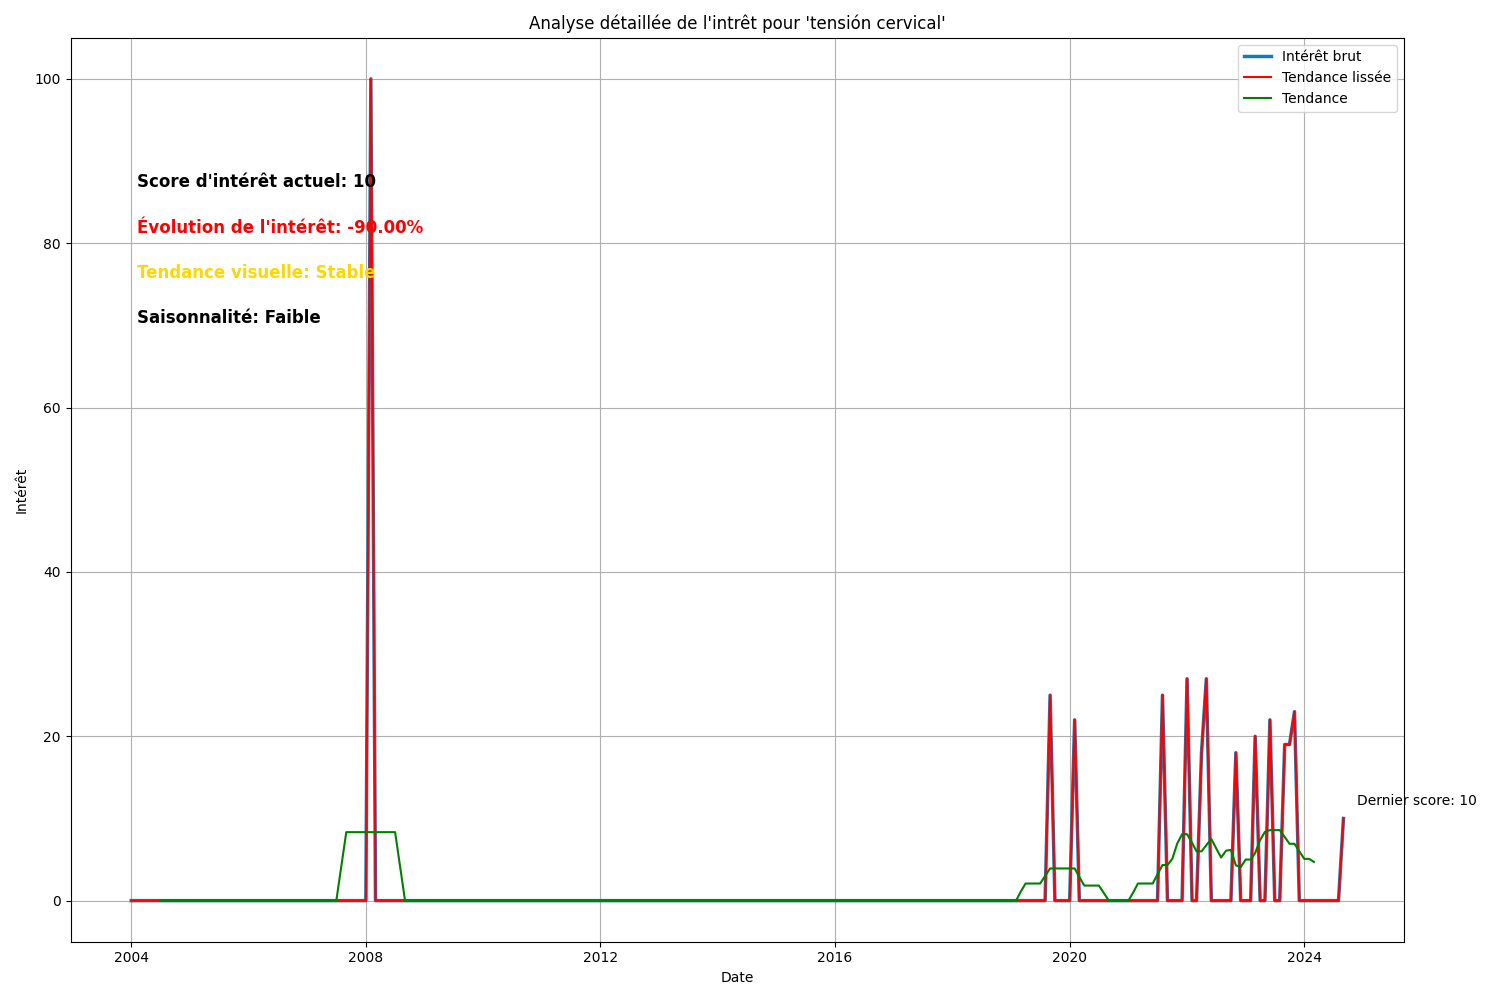 Analyse détaillée de l'intrêt pour 'tensión cervical'
Intérêt brut
Tendance lissée
Tendance
Score d'intérêt actuel: 10
Évolution de l'intérêt: -90.00%
Tendance visuelle: Stable
Saisonnalité: Faible
Dernier score: 10
Intérêt
100
80
60
40
20
0
2004
2008
2012
2016
2020
2024
Date